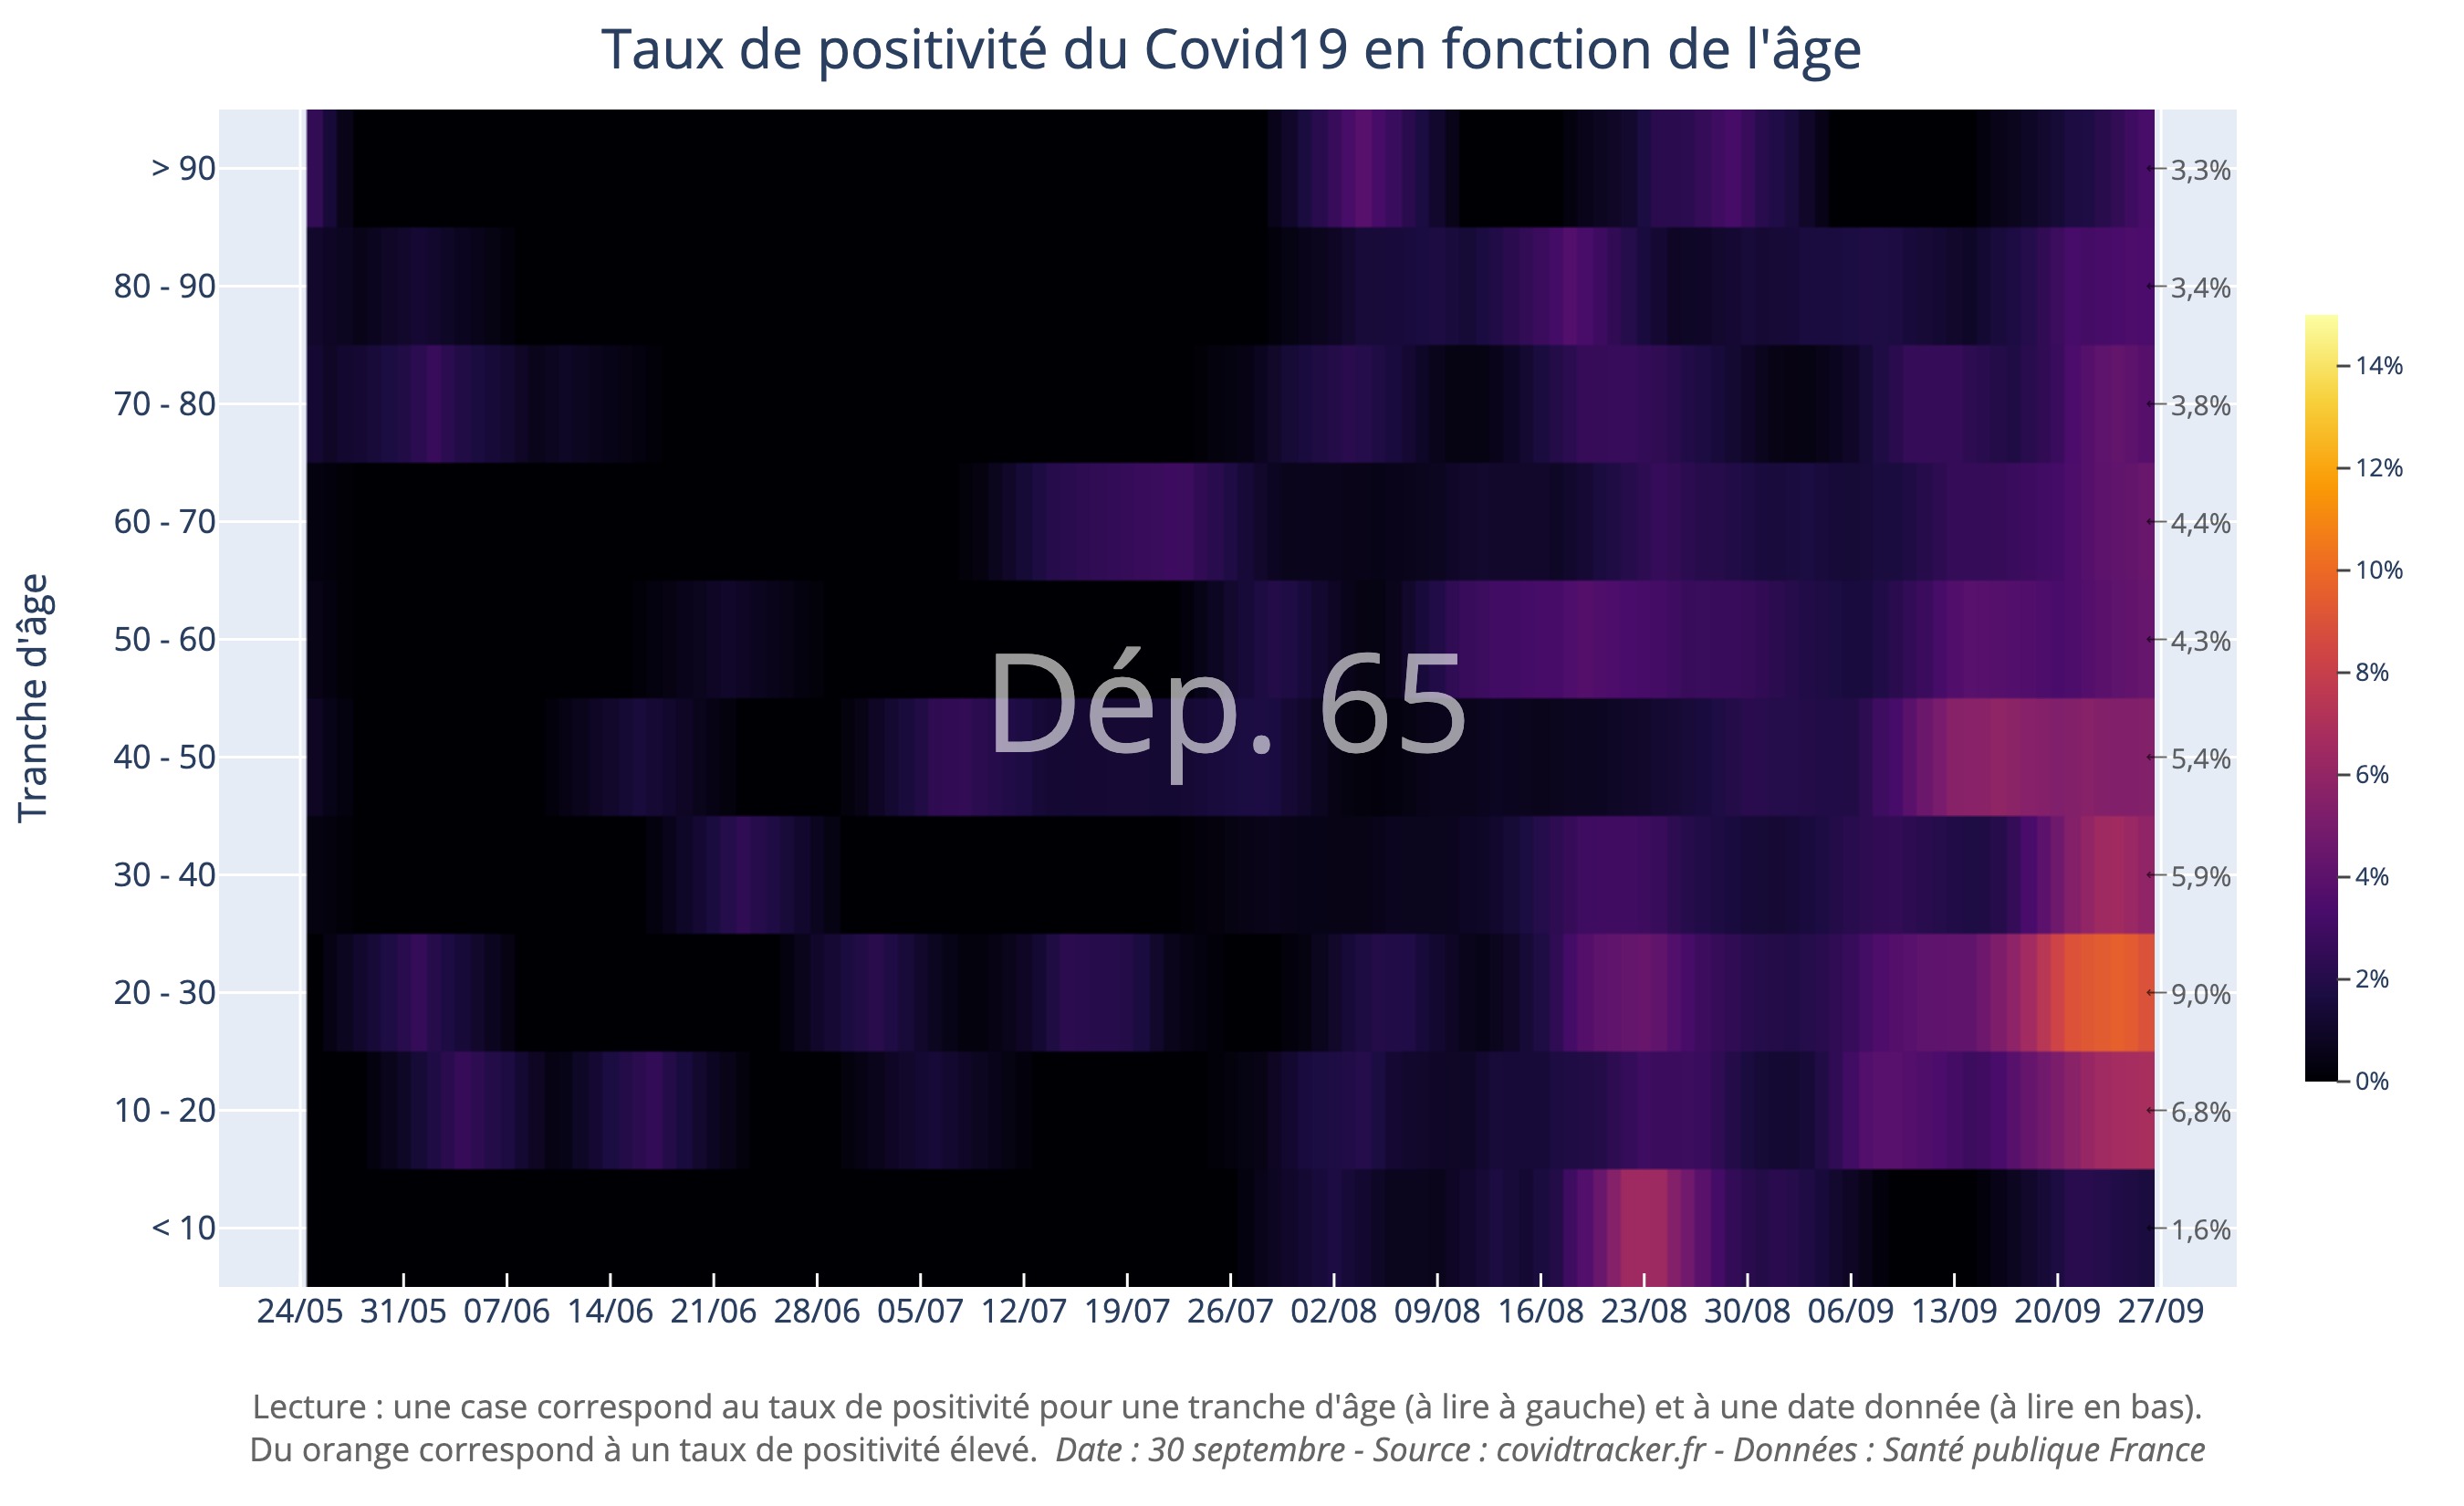 Taux de positivité du Covid19 en fonction de l'âge
Tranche d'âge
> 90
80 - 90
70 - 80
60 - 70
50 - 60
40 - 50
30 - 40
20 - 30
10 - 20
< 10
Dép. 65
3,3%
3,4%
3,8%
4,4%
4,3%
5,4%
5,9%
9,0%
6,8%
1,6%
14%
12%
10%
8%
6%
4%
2%
0%
24/05 31/05 07/06 14/06 21/06 28/06 05/07 12/07 19/07 26/07 02/08 09/08 16/08 23/08 30/08 06/09 13/09 20/09 27/09
Lecture : une case correspond au taux de positivité pour une tranche d'âge (à lire à gauche) et à une date donnée (à lire en bas).
Du orange correspond à un taux de positivité élevé. Date : 30 septembre - Source : covidtracker.fr - Données : Santé publique France